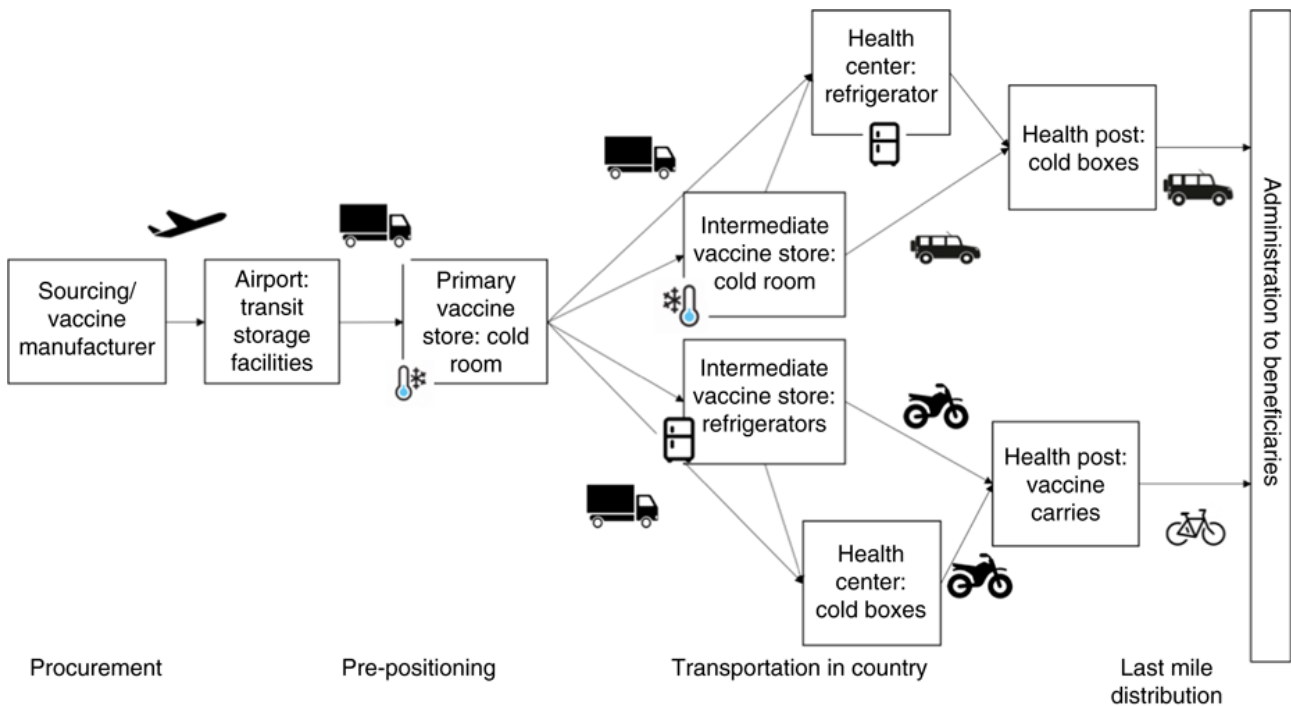 Sourcing/
vaccine
manufacturer
Airport:
transit
storage
facilities
Primary
vaccine
store: cold
room
Health
center:
refrigerator
Intermediate
vaccine store:
cold room
Intermediate
vaccine store:
refrigerators
Health
center:
cold boxes
Health post:
cold boxes
Health post:
vaccine
carries
Administration to beneficiaries
Procurement
Pre-positioning
Transportation in country
Last mile
distribution